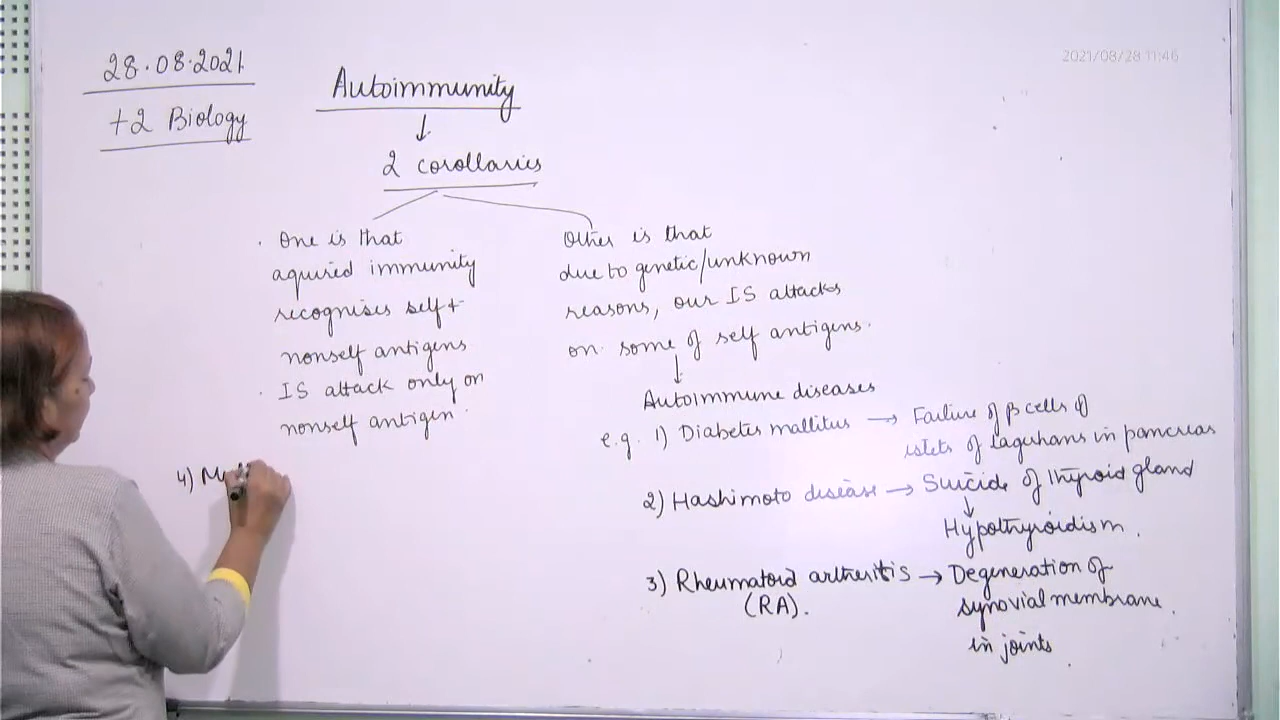 28.08.2021
+2 Biology
2021/08/28 11:46
Autoimmunity
↓
2 corollaries
. One is that
aquired immunity
recognises self +
nonself antigens
. IS attack only on
nonself antigen.
Other is that
due to genetic/unknown
reasons, our IS attacks
on some of self antigens.
↓
Autoimmune diseases
e.g. 1) Diabetes mallitus → Failure of β cells of
islets of Laguhans in pancreas
2) Hashimoto disease → Suicide of Thyroid gland
↓
Hypothyroidism.
3) Rheumatoid artheritis → Degeneration of
(RA). synovial membrane.
in joints
4)